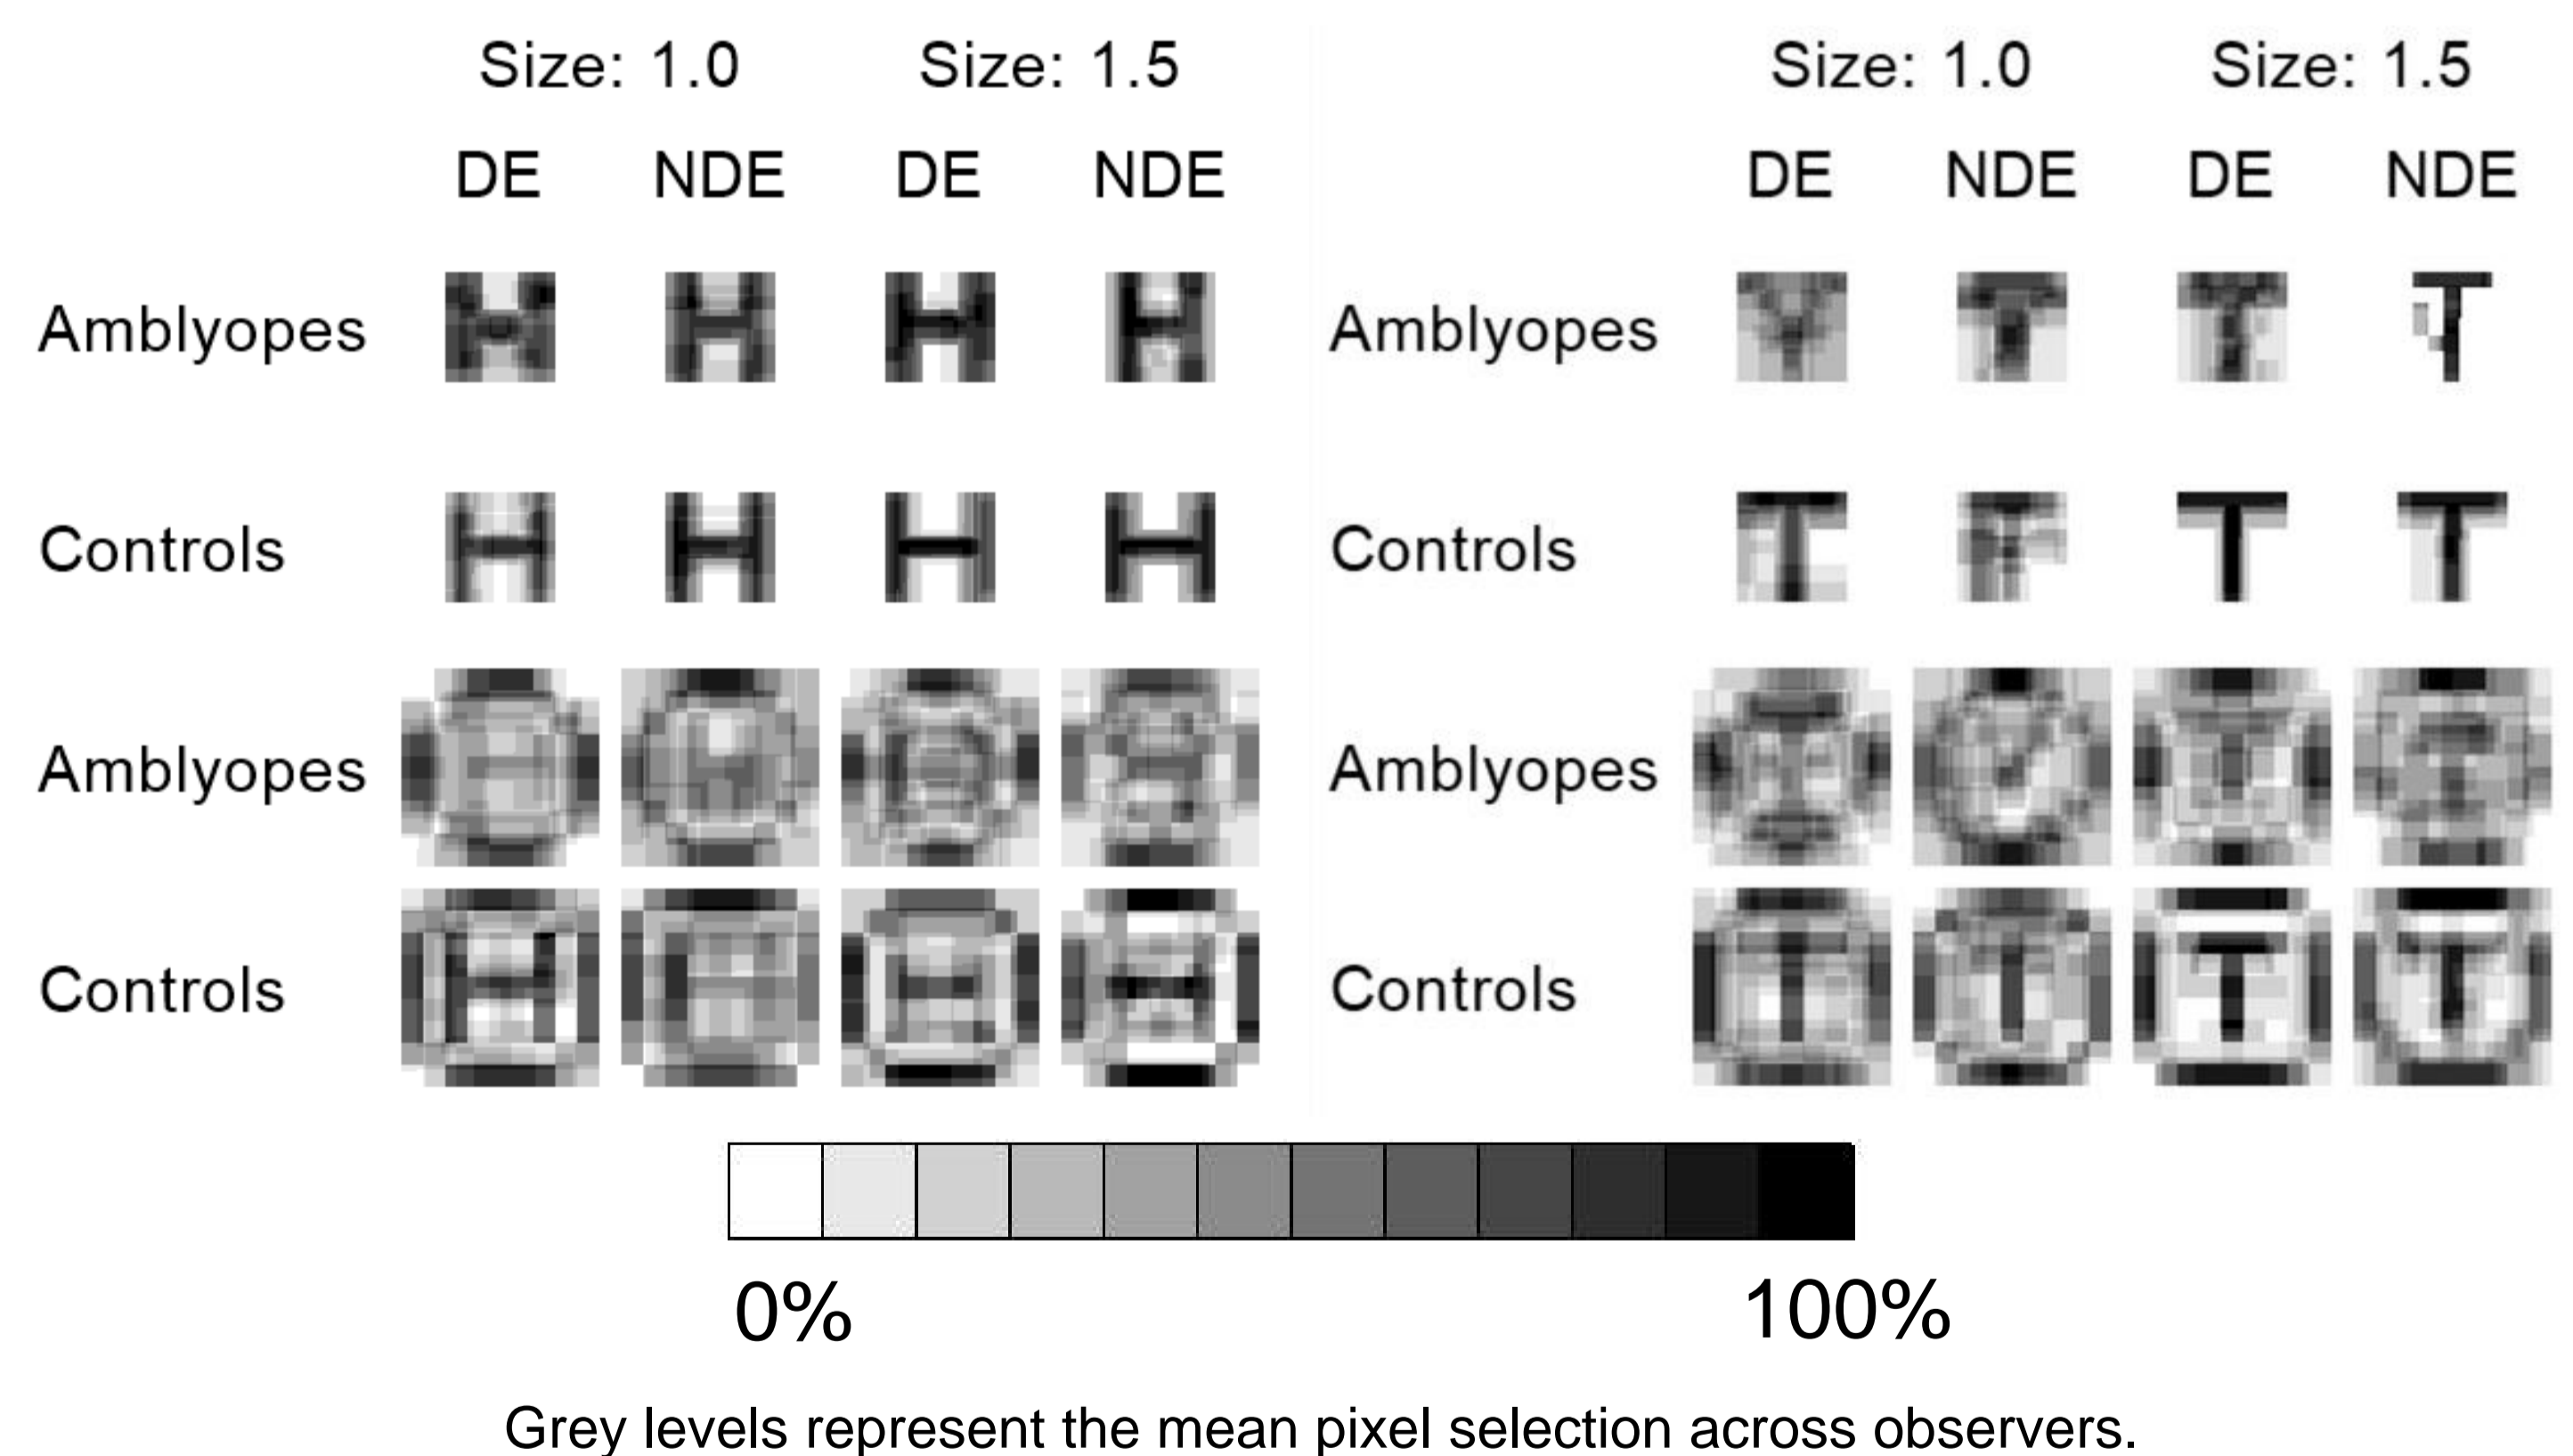 Size: 1.0 Size: 1.5 Size: 1.0 Size: 1.5
DE NDE DE NDE DE NDE DE NDE
Amblyopes Amblyopes
Controls Controls
Amblyopes Amblyopes
Controls Controls
0% 100%
Grey levels represent the mean pixel selection across observers.